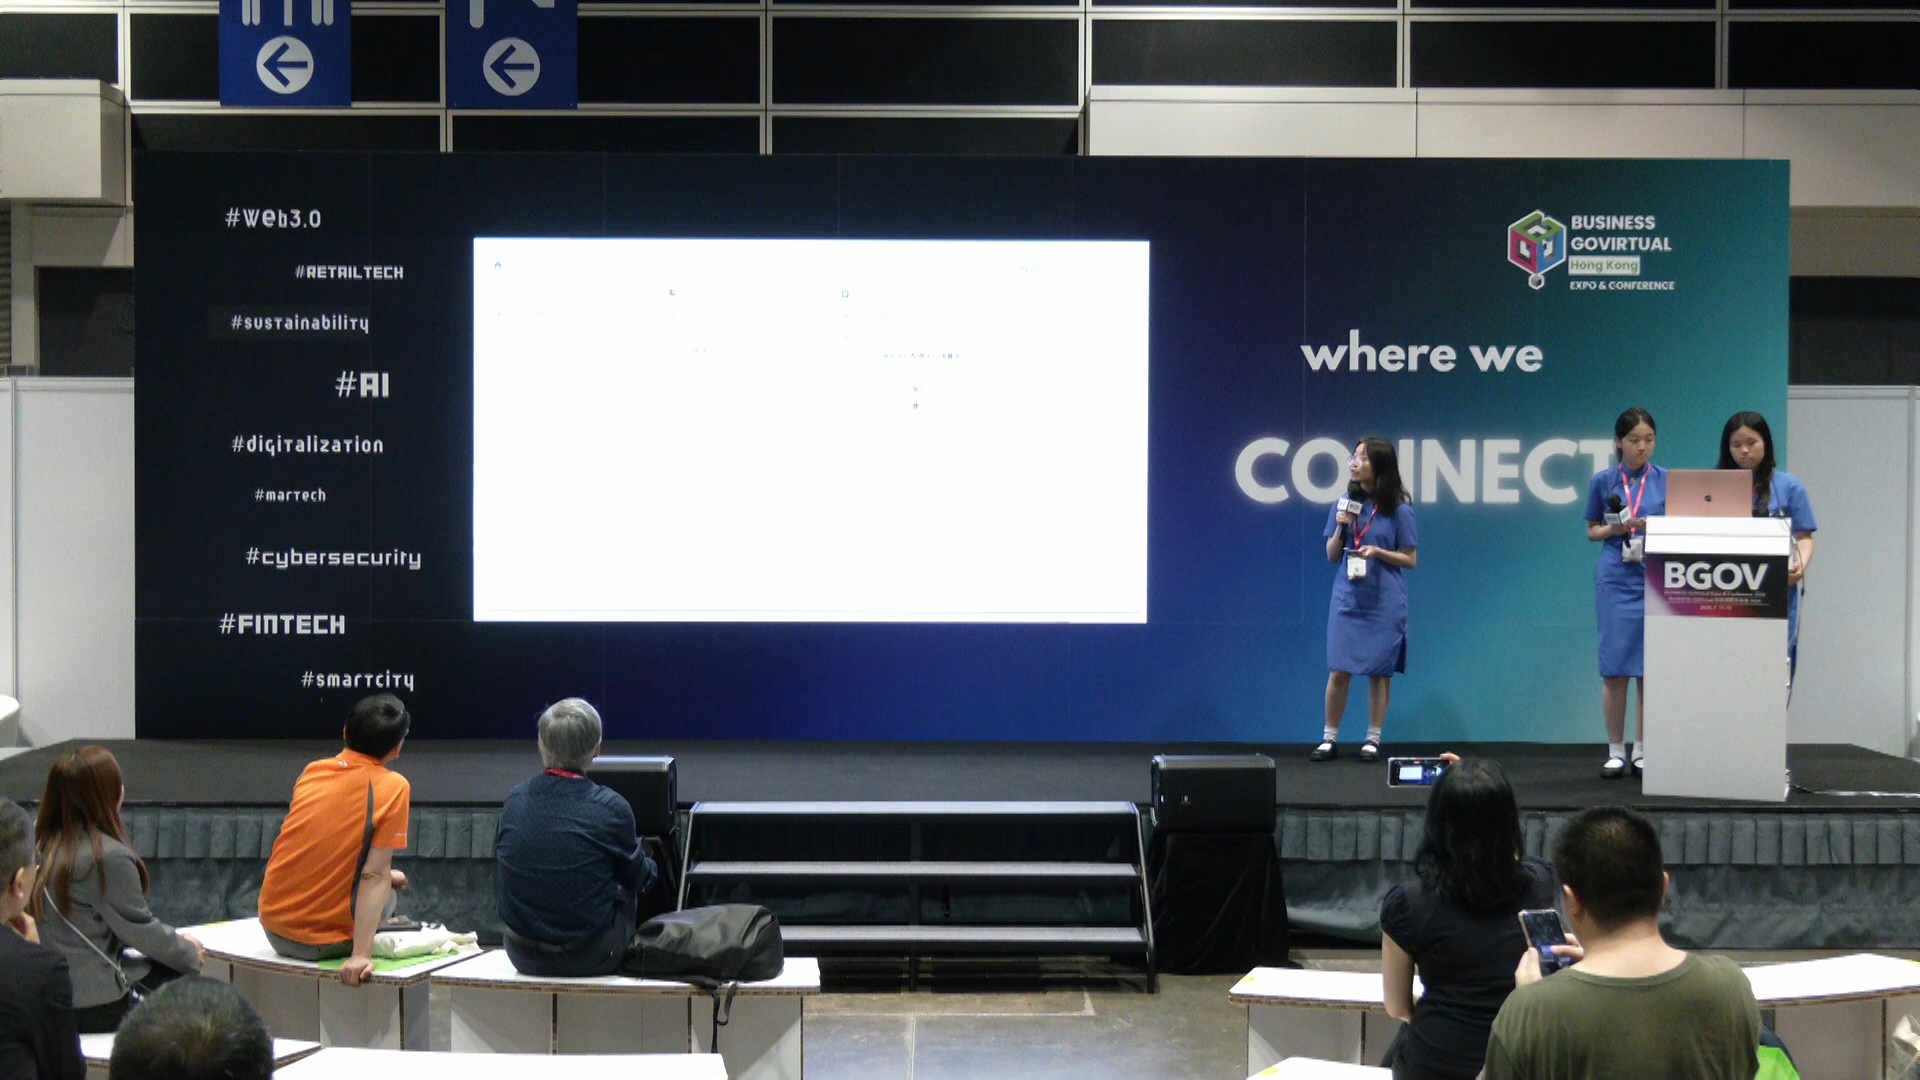 #Web3.0
#RETAILTECH
#sustainability
#AI
#digitalization
#martech
#cybersecurity
#FINTECH
#smartcity
BUSINESS
GOVIRTUAL
Hong Kong
EXPO & CONFERENCE
where we
CONNECT
BGOV